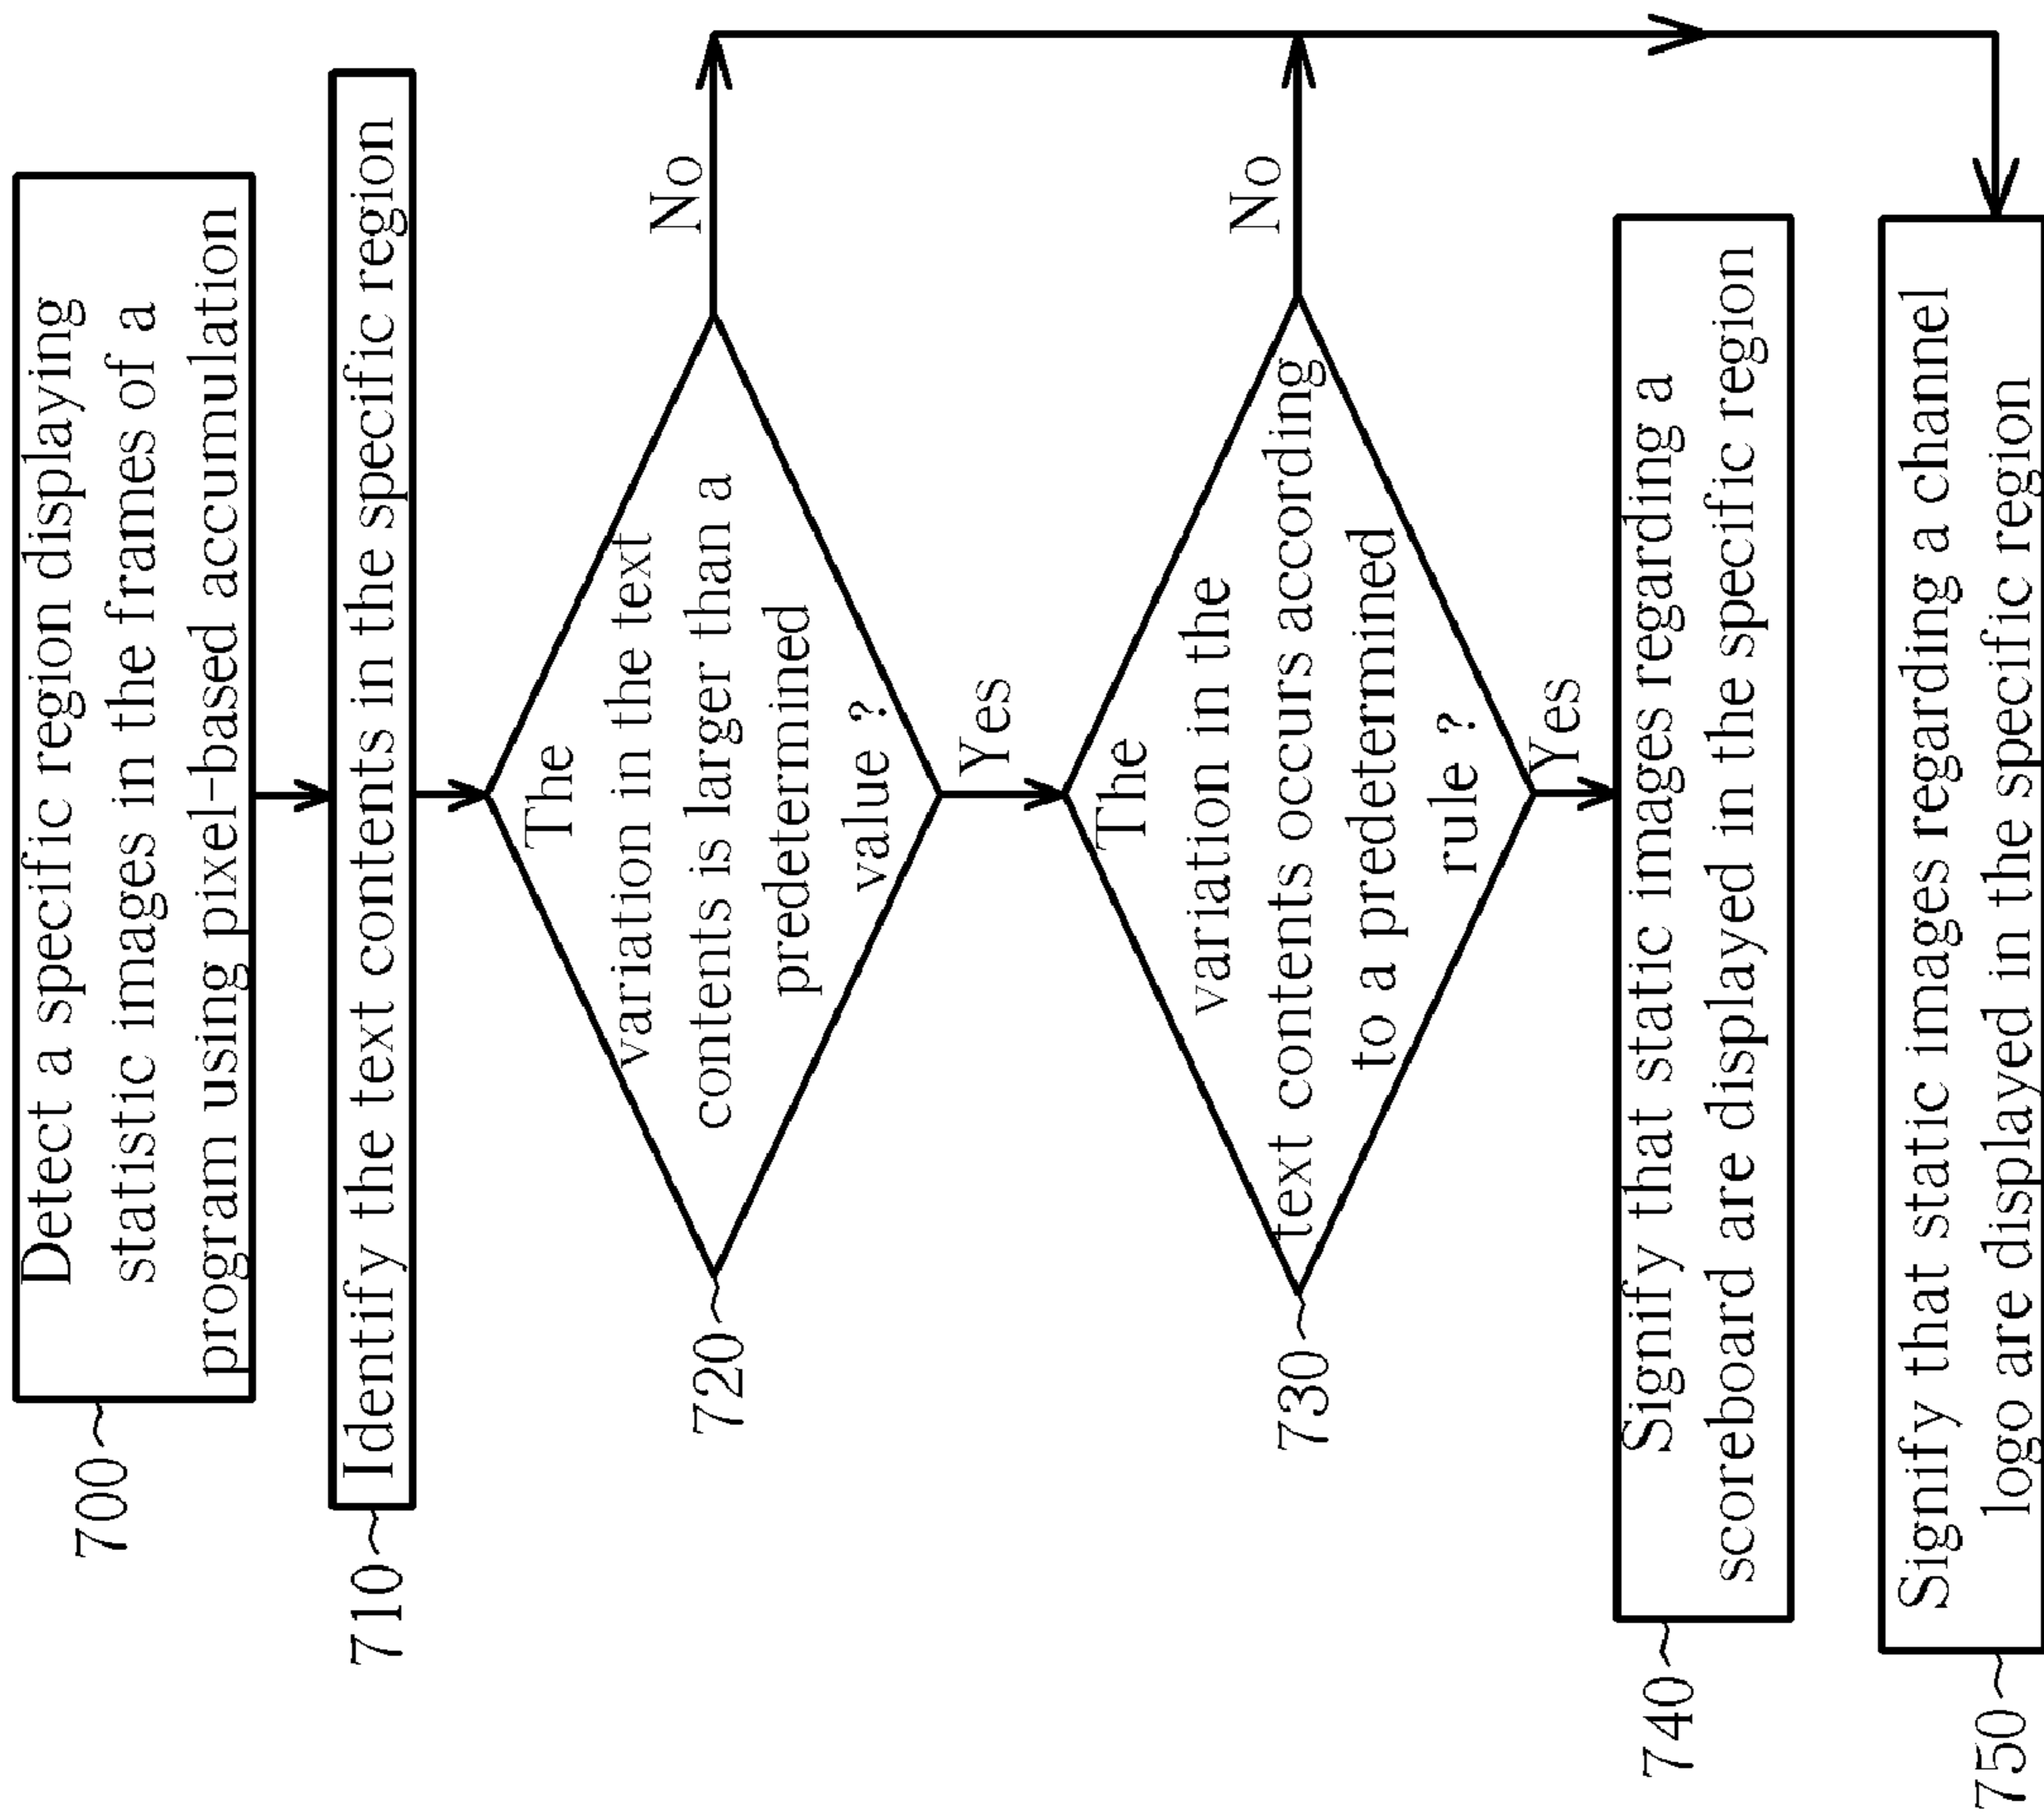 700
Detect a specific region displaying
statistic images in the frames of a
program using pixel-based accumulation
710
Identify the text contents in the specific region
720
The
variation in the text
contents is larger than a
predetermined
value ?
No
Yes
730
The
variation in the
text contents occurs according
to a predetermined
rule ?
No
Yes
740
Signify that static images regarding a
scoreboard are displayed in the specific region
750
Signify that static images regarding a channel
logo are displayed in the specific region